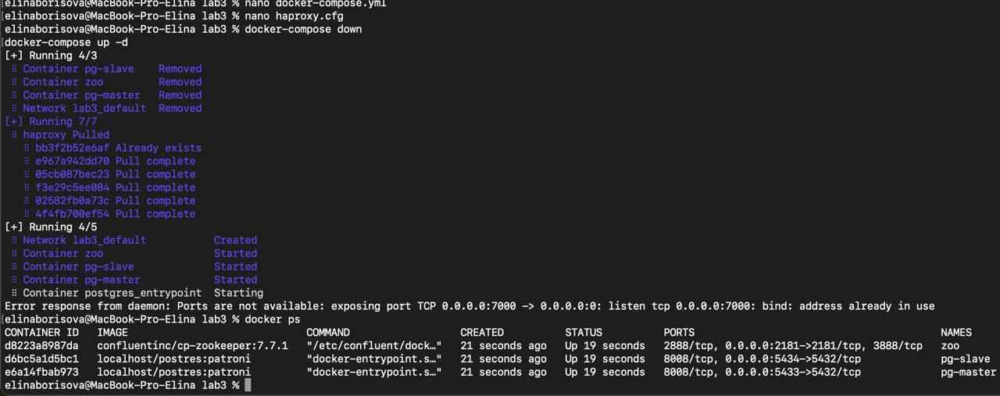 elinaborisova@MacBook-Pro-Elina lab3 % nano docker-compose.yml
elinaborisova@MacBook-Pro-Elina lab3 % nano haproxy.cfg
elinaborisova@MacBook-Pro-Elina lab3 % docker-compose down
[docker-compose up -d
[+] Running 4/3
⠿ Container pg-slave    Removed
⠿ Container zoo         Removed
⠿ Container pg-master   Removed
⠿ Network lab3_default  Removed
[+] Running 7/7
⠿ haproxy Pulled
⠿ bb3f2b52e6af Already exists
⠿ e967a942dd70 Pull complete
⠿ 05cb087bec23 Pull complete
⠿ f3e29c5ee084 Pull complete
⠿ 02582fb0a73c Pull complete
⠿ 4f4fb700ef54 Pull complete
[+] Running 4/5
⠿ Network lab3_default           Created
⠿ Container zoo                  Started
⠿ Container pg-slave             Started
⠿ Container pg-master            Started
⠿ Container postgres_entrypoint  Starting
Error response from daemon: Ports are not available: exposing port TCP 0.0.0.0:7000 -> 0.0.0.0:0: listen tcp 0.0.0.0:7000: bind: address already in use
[elinaborisova@MacBook-Pro-Elina lab3 % docker ps
CONTAINER ID   IMAGE                             COMMAND                  CREATED          STATUS          PORTS                                        NAMES
d8223a8987da   confluentinc/cp-zookeeper:7.7.1   "/etc/confluent/dock…"   21 seconds ago   Up 19 seconds   2888/tcp, 0.0.0.0:2181->2181/tcp, 3888/tcp   zoo
d6bc5a1d5bc1   localhost/postres:patroni         "docker-entrypoint.s…"   21 seconds ago   Up 19 seconds   8008/tcp, 0.0.0.0:5434->5432/tcp             pg-slave
e6a14fbab973   localhost/postres:patroni         "docker-entrypoint.s…"   21 seconds ago   Up 19 seconds   8008/tcp, 0.0.0.0:5433->5432/tcp             pg-master
elinaborisova@MacBook-Pro-Elina lab3 %